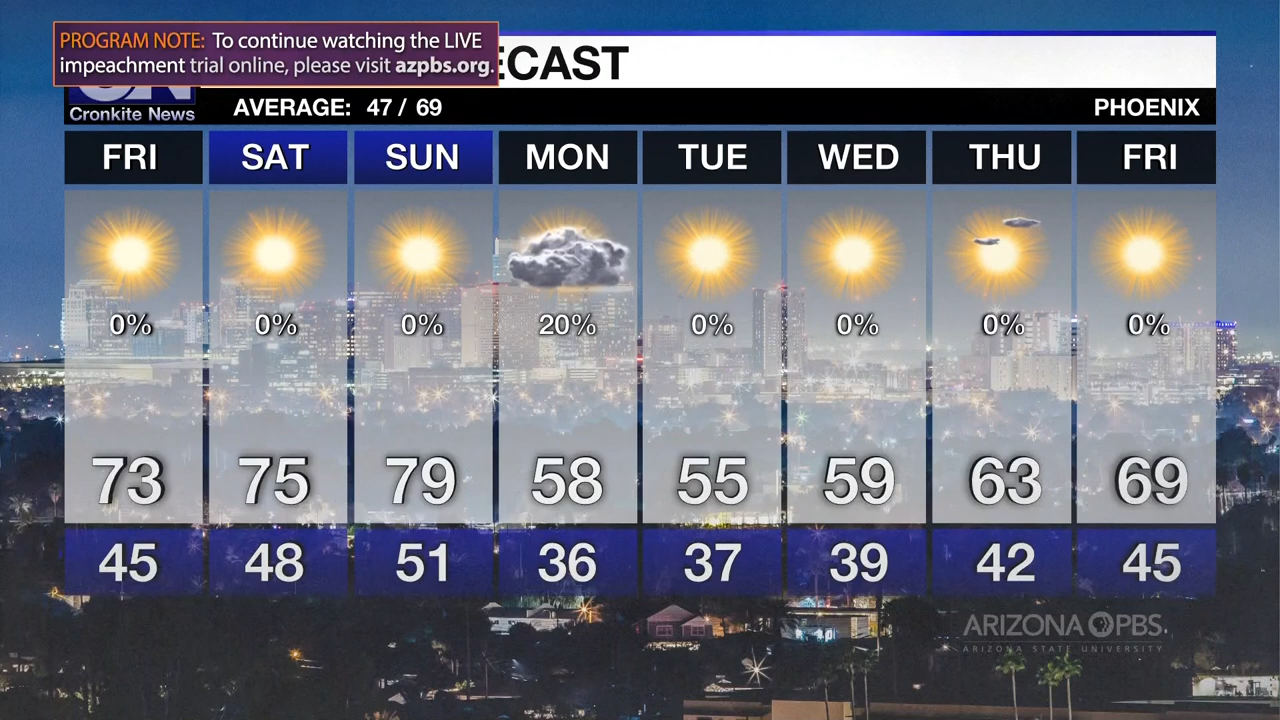 PROGRAM NOTE: To continue watching the LIVE
impeachment trial online, please visit azpbs.org.
ECAST
Cronkite News
AVERAGE: 47 / 69
PHOENIX
FRI SAT SUN MON TUE WED THU FRI
0% 0% 0% 20% 0% 0% 0% 0%
73 75 79 58 55 59 63 69
45 48 51 36 37 39 42 45
ARIZONA PBS
ARIZONA STATE UNIVERSITY